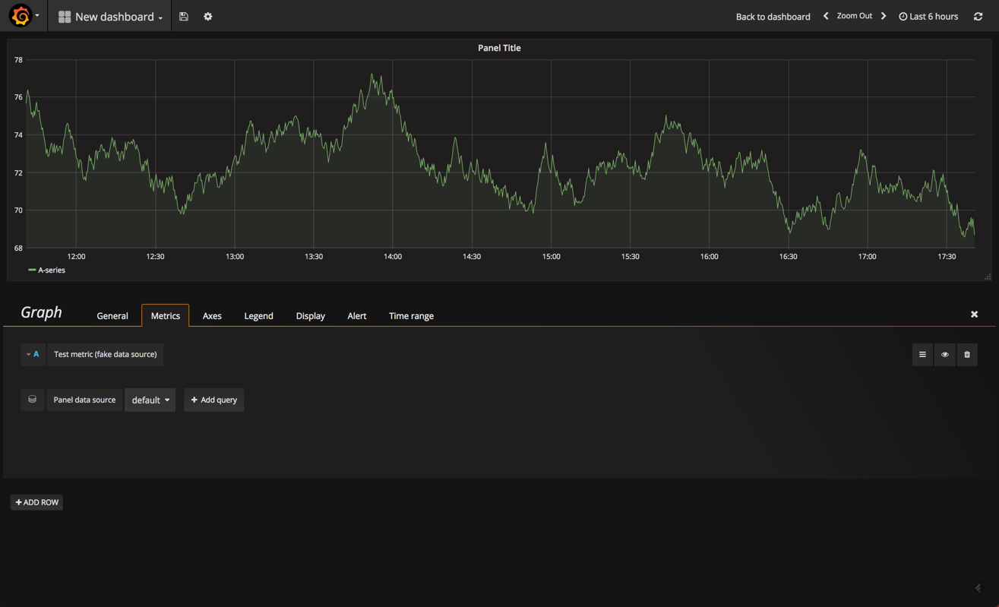 New dashboard
Back to dashboard Zoom Out Last 6 hours
Panel Title
78
76
74
72
70
68
12:00 12:30 13:00 13:30 14:00 14:30 15:00 15:30 16:00 16:30 17:00 17:30
A-series
Graph General Metrics Axes Legend Display Alert Time range
A Test metric (fake data source)
Panel data source default + Add query
+ ADD ROW